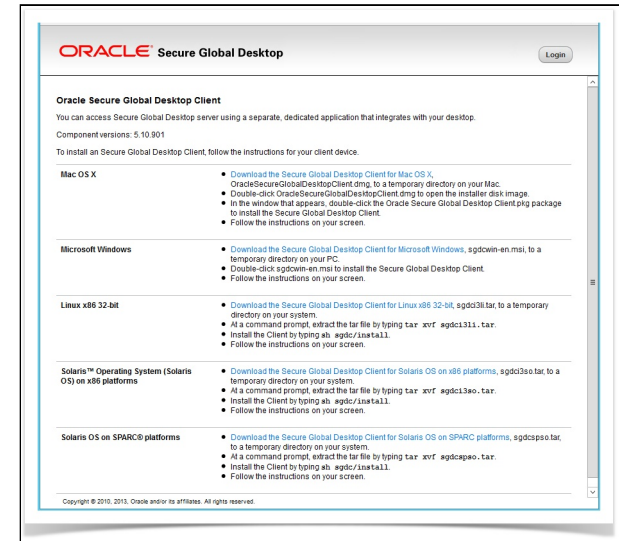 ORACLE® Secure Global Desktop
Login
Oracle Secure Global Desktop Client
You can access Secure Global Desktop server using a separate, dedicated application that integrates with your desktop.
Component versions: 5.10.901
To install an Secure Global Desktop Client, follow the instructions for your client device.
Mac OS X
• Download the Secure Global Desktop Client for Mac OS X,
OracleSecureGlobalDesktopClient.dmg, to a temporary directory on your Mac.
• Double-click OracleSecureGlobalDesktopClient.dmg to open the installer disk image.
• In the window that appears, double-click the Oracle Secure Global Desktop Client.pkg package
to install the Secure Global Desktop Client.
• Follow the instructions on your screen.
Microsoft Windows
• Download the Secure Global Desktop Client for Microsoft Windows, sgdcwin-en.msi, to a
temporary directory on your PC.
• Double-click sgdcwin-en.msi to install the Secure Global Desktop Client.
• Follow the instructions on your screen.
Linux x86 32-bit
• Download the Secure Global Desktop Client for Linux x86 32-bit, sgdci3li.tar, to a temporary
directory on your system.
• At a command prompt, extract the tar file by typing tar xvf sgdci3li.tar.
• Install the Client by typing sh sgdc/install.
• Follow the instructions on your screen.
Solaris™ Operating System (Solaris
OS) on x86 platforms
• Download the Secure Global Desktop Client for Solaris OS on x86 platforms, sgdci3so.tar, to a
temporary directory on your system.
• At a command prompt, extract the tar file by typing tar xvf sgdci3so.tar.
• Install the Client by typing sh sgdc/install.
• Follow the instructions on your screen.
Solaris OS on SPARC® platforms
• Download the Secure Global Desktop Client for Solaris OS on SPARC platforms, sgdcspso.tar,
to a temporary directory on your system.
• At a command prompt, extract the tar file by typing tar xvf sgdcspso.tar.
• Install the Client by typing sh sgdc/install.
• Follow the instructions on your screen.
Copyright © 2010, 2013, Oracle and/or its affiliates. All rights reserved.